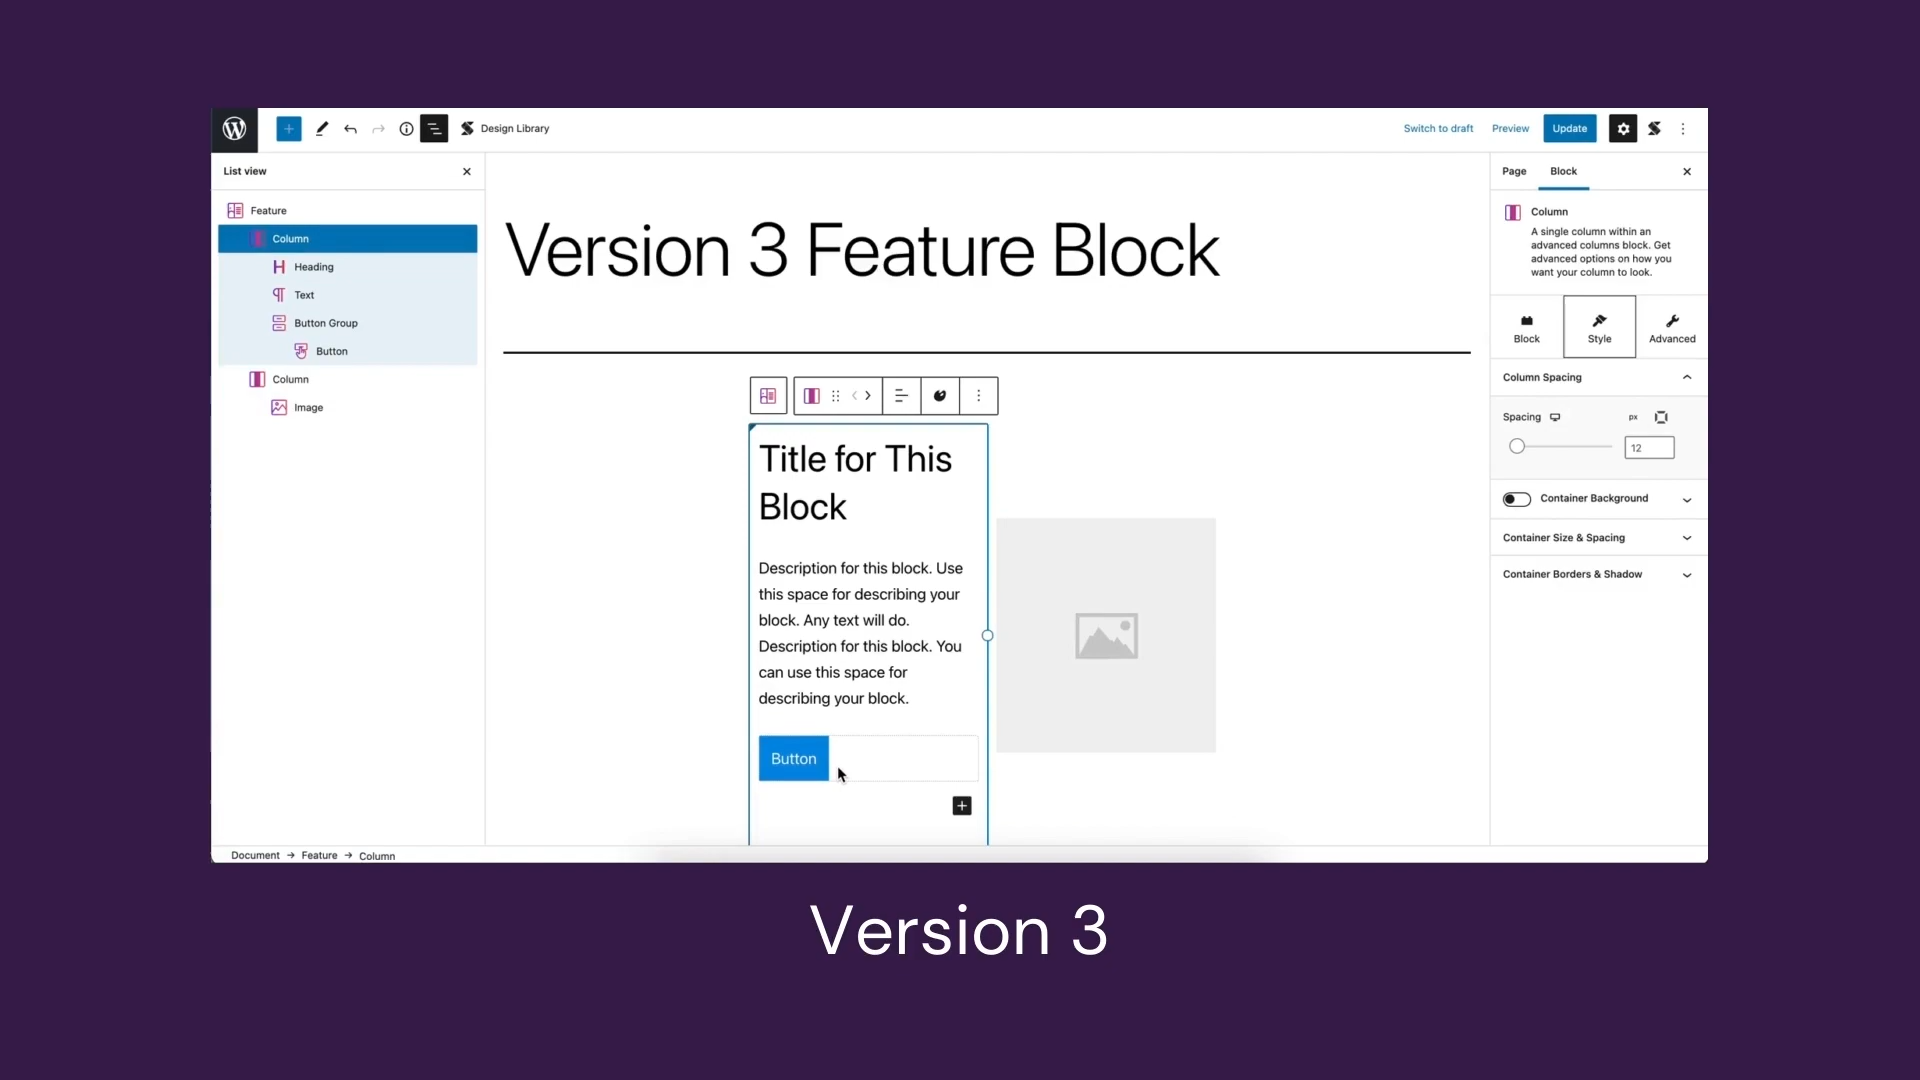 Design Library
Switch to draft
Preview
Update
List view
Page
Block
Feature
Column
Heading
Text
Button Group
Button
Column
Image
Version 3 Feature Block
Title for This
Block
Description for this block. Use
this space for describing your
block. Any text will do.
Description for this block. You
can use this space for
describing your block.
Button
Column
A single column within an
advanced columns block. Get
advanced options on how you
want your column to look.
Block
Style
Advanced
Column Spacing
Spacing
px
12
Container Background
Container Size & Spacing
Container Borders & Shadow
Document → Feature → Column
Version 3